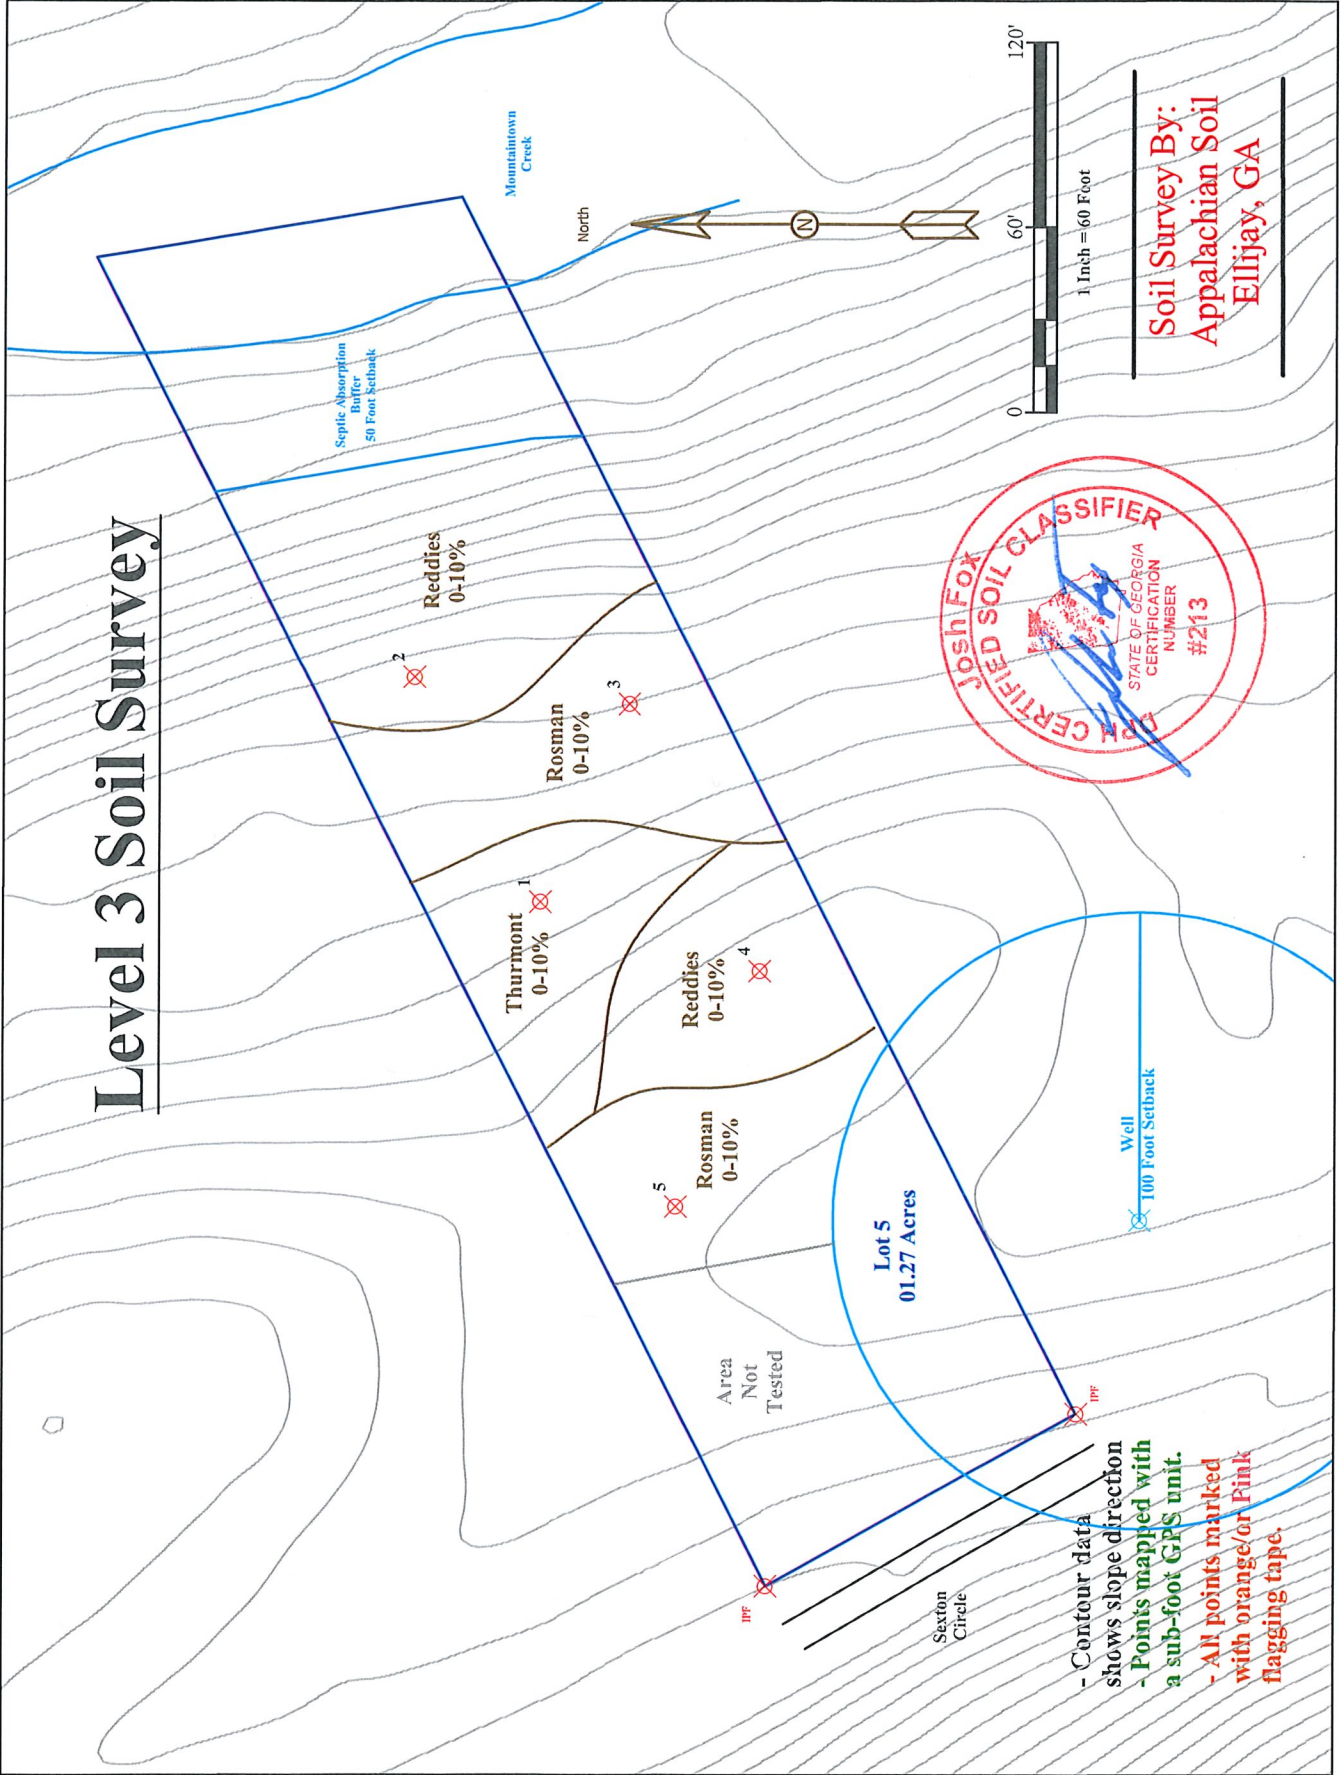 Level 3 Soil Survey
Mountaintown
Creek
Septic Absorption
Buffer
50 Foot Setback
North
N
Reddies
0-10%
2
Rosman
0-10%
3
Thurmont
0-10%
1
Reddies
0-10%
4
Rosman
0-10%
5
Area
Not
Tested
Lot 5
01.27 Acres
Well
100 Foot Setback
IPF
IPF
Sexton
Circle
- Contour data
shows slope direction
- Points mapped with
a sub-foot GPS unit.
- All points marked
with orange/or Pink
flagging tape.
Josh Fox
DPH CERTIFIED SOIL CLASSIFIER
STATE OF GEORGIA
CERTIFICATION
NUMBER
#213
0 60' 120'
1 Inch = 60 Foot
Soil Survey By:
Appalachian Soil
Ellijay, GA